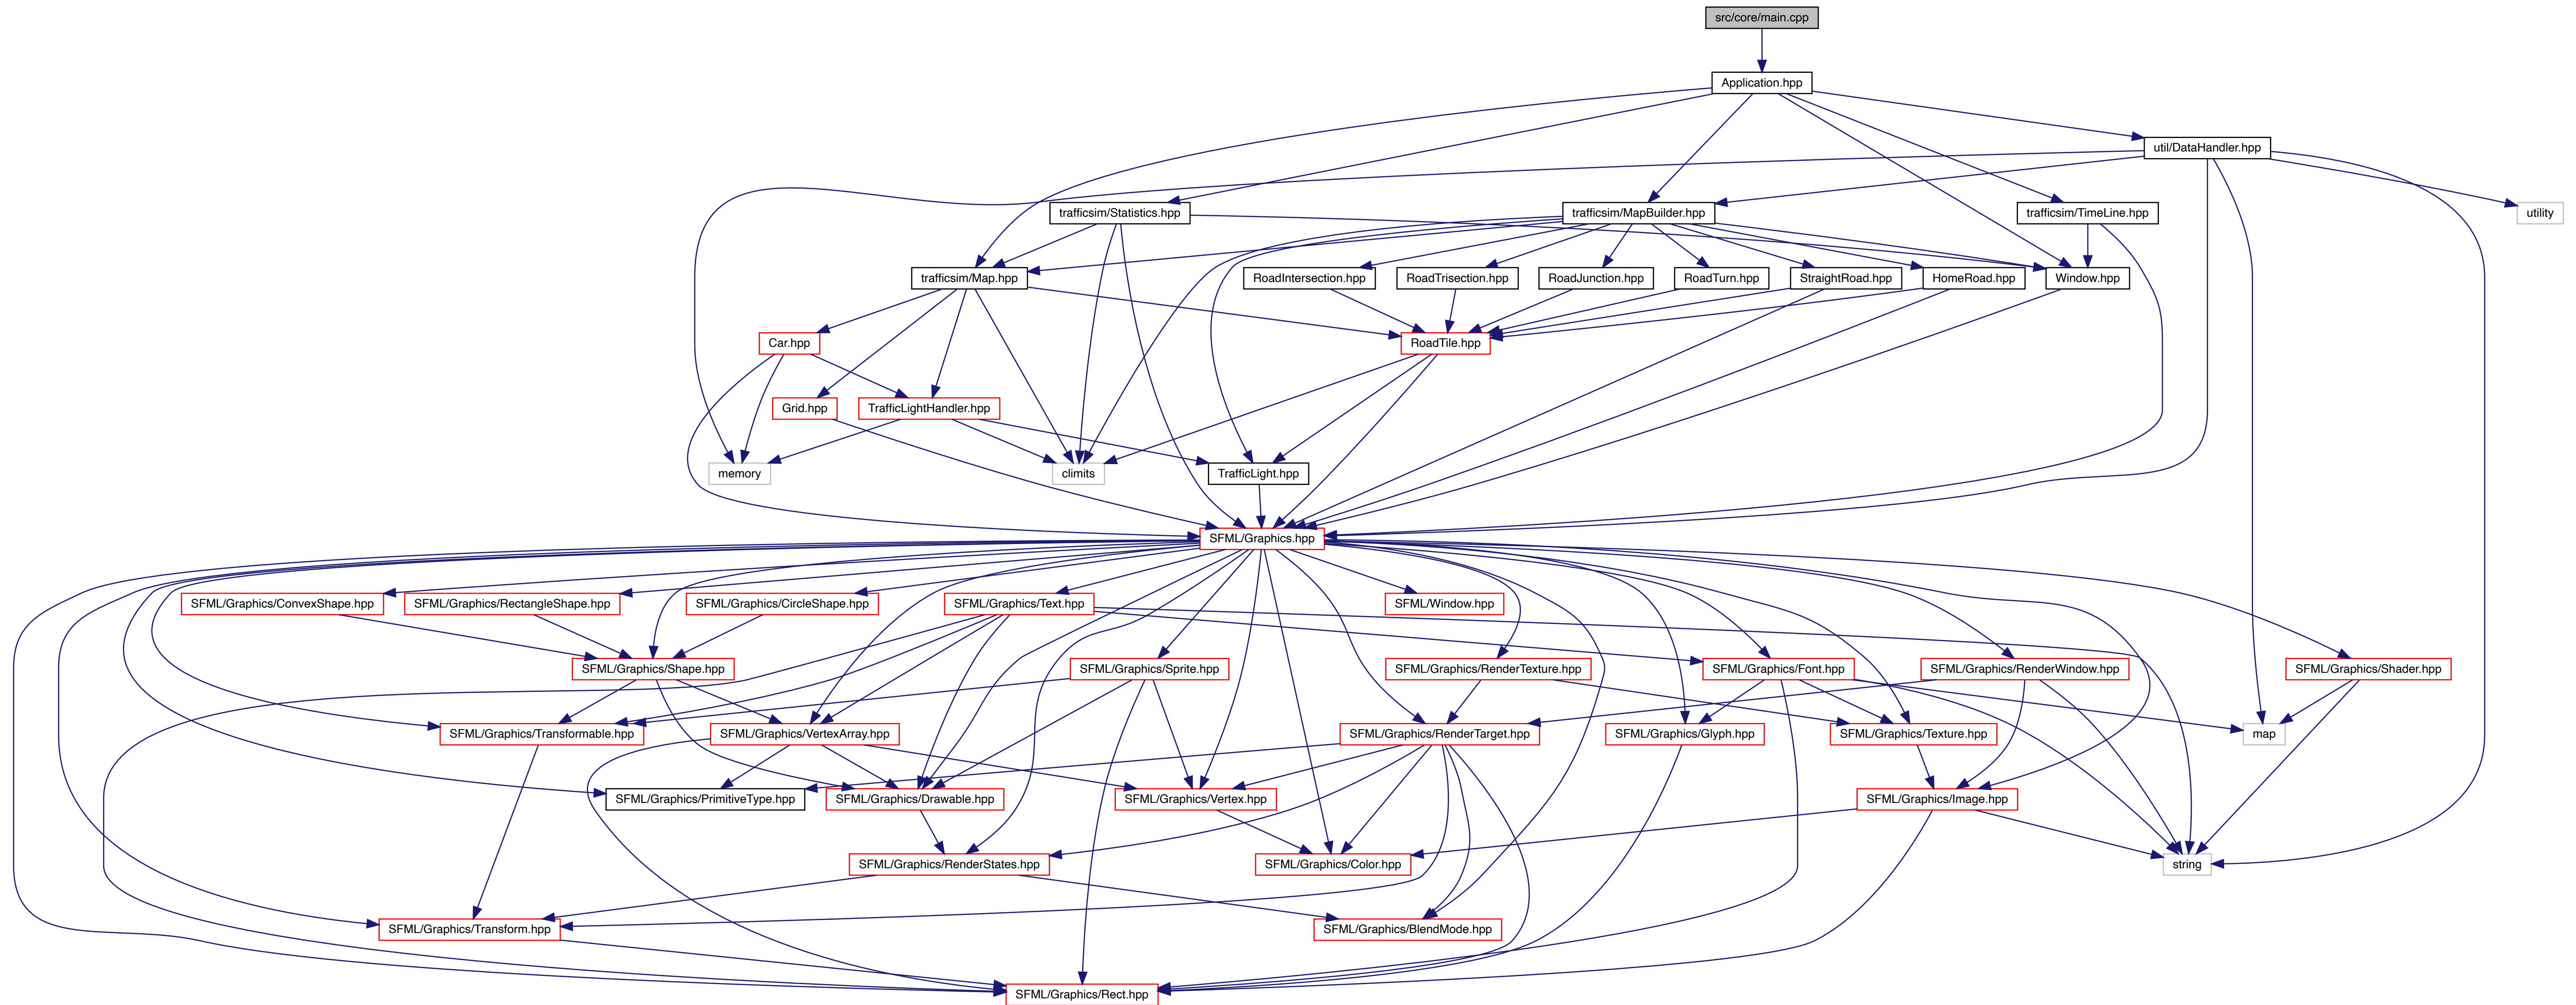 src/core/main.cpp
Application.hpp
util/DataHandler.hpp
trafficsim/Statistics.hpp
trafficsim/MapBuilder.hpp
trafficsim/TimeLine.hpp
utility
trafficsim/Map.hpp
RoadIntersection.hpp
RoadTrisection.hpp
RoadJunction.hpp
RoadTurn.hpp
StraightRoad.hpp
HomeRoad.hpp
Window.hpp
Car.hpp
RoadTile.hpp
Grid.hpp
TrafficLightHandler.hpp
memory
climits
TrafficLight.hpp
SFML/Graphics.hpp
SFML/Graphics/ConvexShape.hpp
SFML/Graphics/RectangleShape.hpp
SFML/Graphics/CircleShape.hpp
SFML/Graphics/Text.hpp
SFML/Window.hpp
SFML/Graphics/Shape.hpp
SFML/Graphics/Sprite.hpp
SFML/Graphics/RenderTexture.hpp
SFML/Graphics/Font.hpp
SFML/Graphics/RenderWindow.hpp
SFML/Graphics/Shader.hpp
SFML/Graphics/Transformable.hpp
SFML/Graphics/VertexArray.hpp
SFML/Graphics/RenderTarget.hpp
SFML/Graphics/Glyph.hpp
SFML/Graphics/Texture.hpp
map
SFML/Graphics/PrimitiveType.hpp
SFML/Graphics/Drawable.hpp
SFML/Graphics/Vertex.hpp
SFML/Graphics/Image.hpp
SFML/Graphics/RenderStates.hpp
SFML/Graphics/Color.hpp
string
SFML/Graphics/Transform.hpp
SFML/Graphics/BlendMode.hpp
SFML/Graphics/Rect.hpp